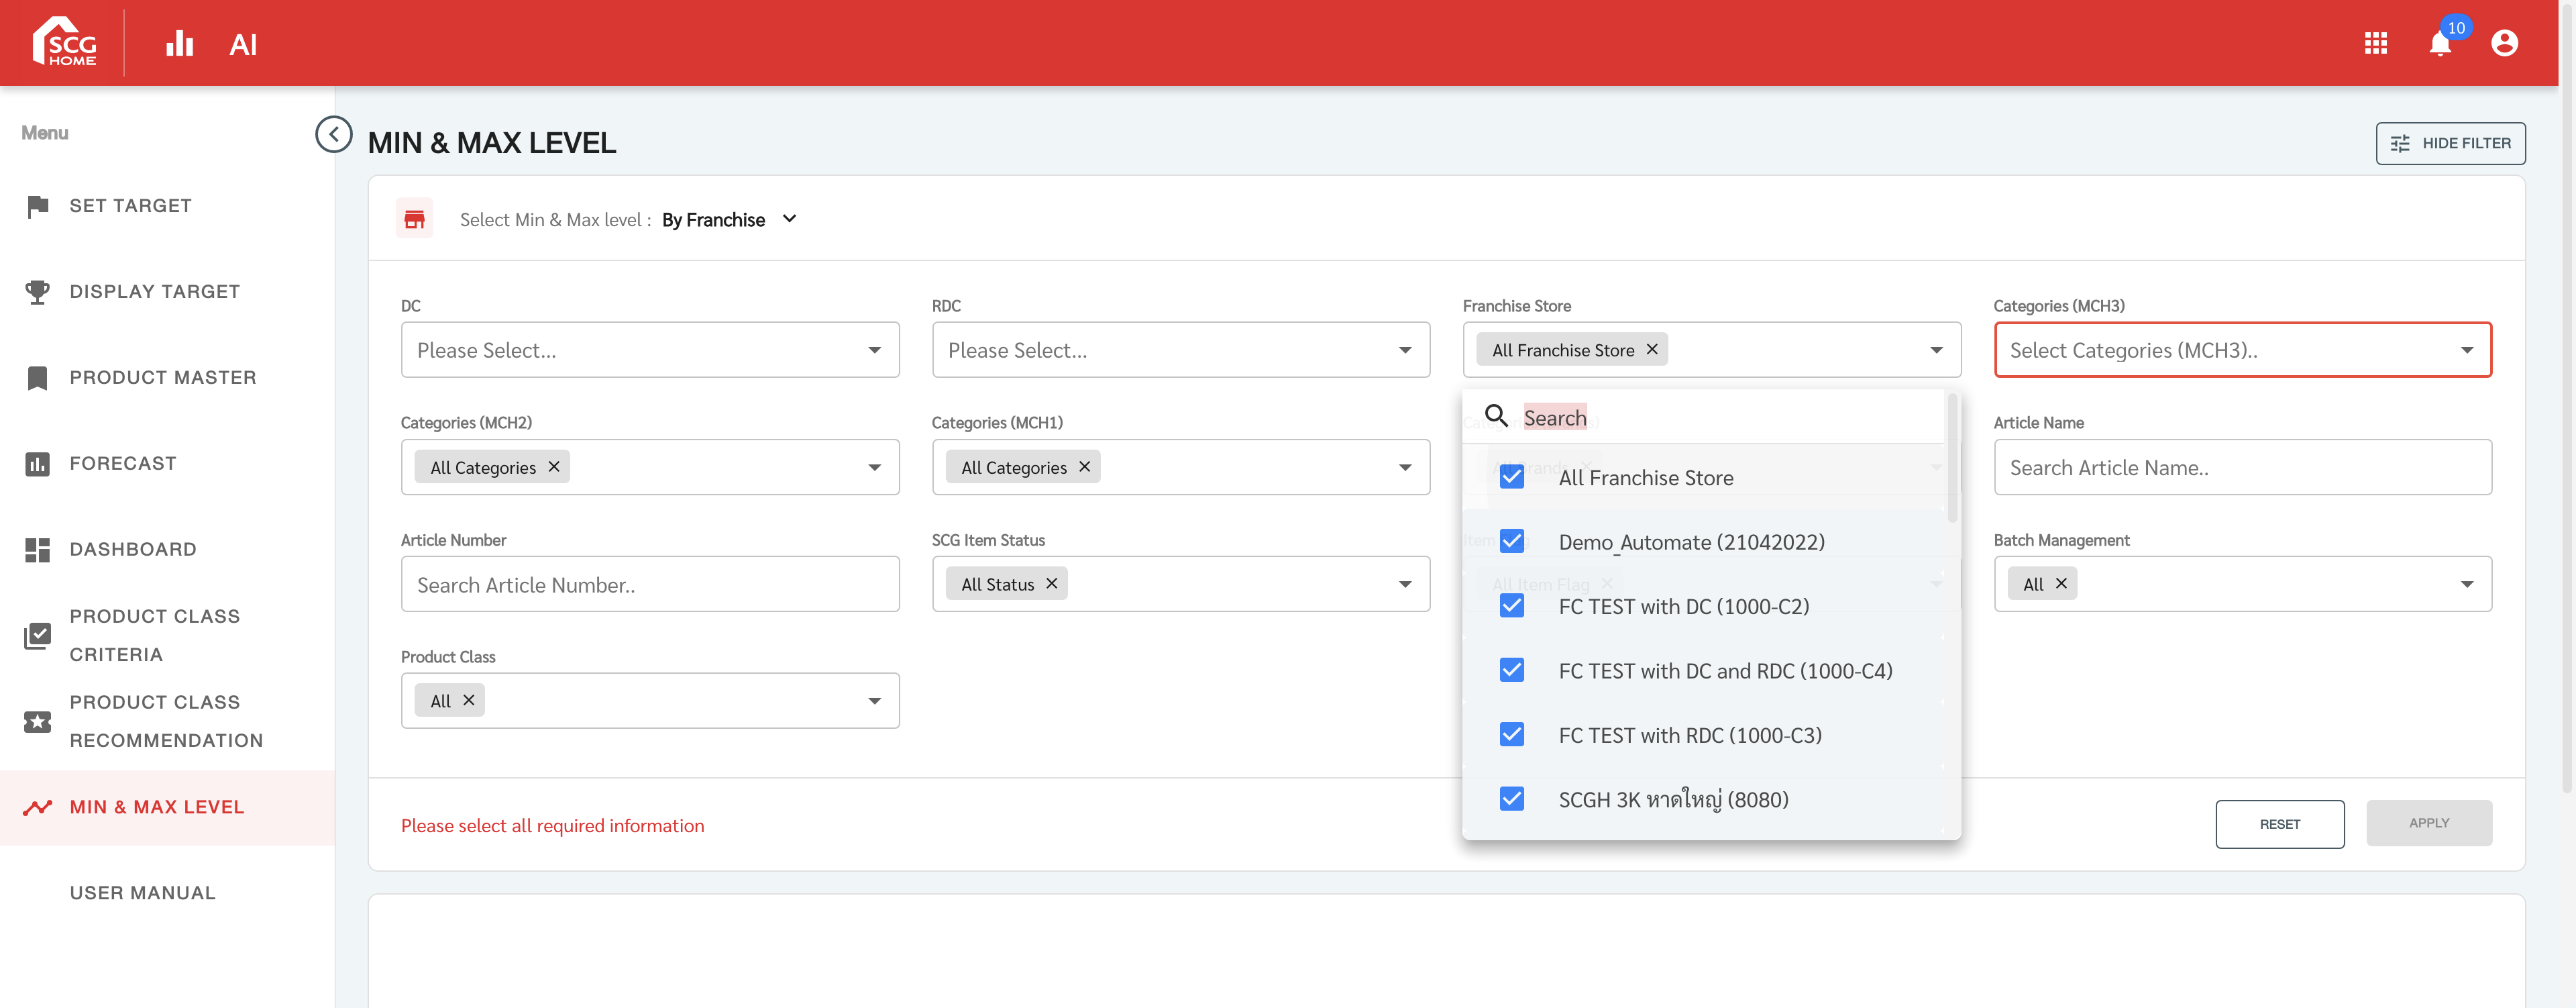 SCG
HOME
AI
10
Menu
MIN & MAX LEVEL
HIDE FILTER
SET TARGET
DISPLAY TARGET
PRODUCT MASTER
FORECAST
DASHBOARD
PRODUCT CLASS
CRITERIA
PRODUCT CLASS
RECOMMENDATION
MIN & MAX LEVEL
USER MANUAL
Select Min & Max level : By Franchise
DC
Please Select...
RDC
Please Select...
Franchise Store
All Franchise Store
Categories (MCH3)
Select Categories (MCH3)..
Categories (MCH2)
All Categories
Categories (MCH1)
All Categories
Article Name
Search Article Name..
Article Number
Search Article Number..
SCG Item Status
All Status
All Item Flag
Batch Management
All
Product Class
All
Search
All Franchise Store
Demo_Automate (21042022)
FC TEST with DC (1000-C2)
FC TEST with DC and RDC (1000-C4)
FC TEST with RDC (1000-C3)
SCGH 3K หาดใหญ่ (8080)
Please select all required information
RESET
APPLY